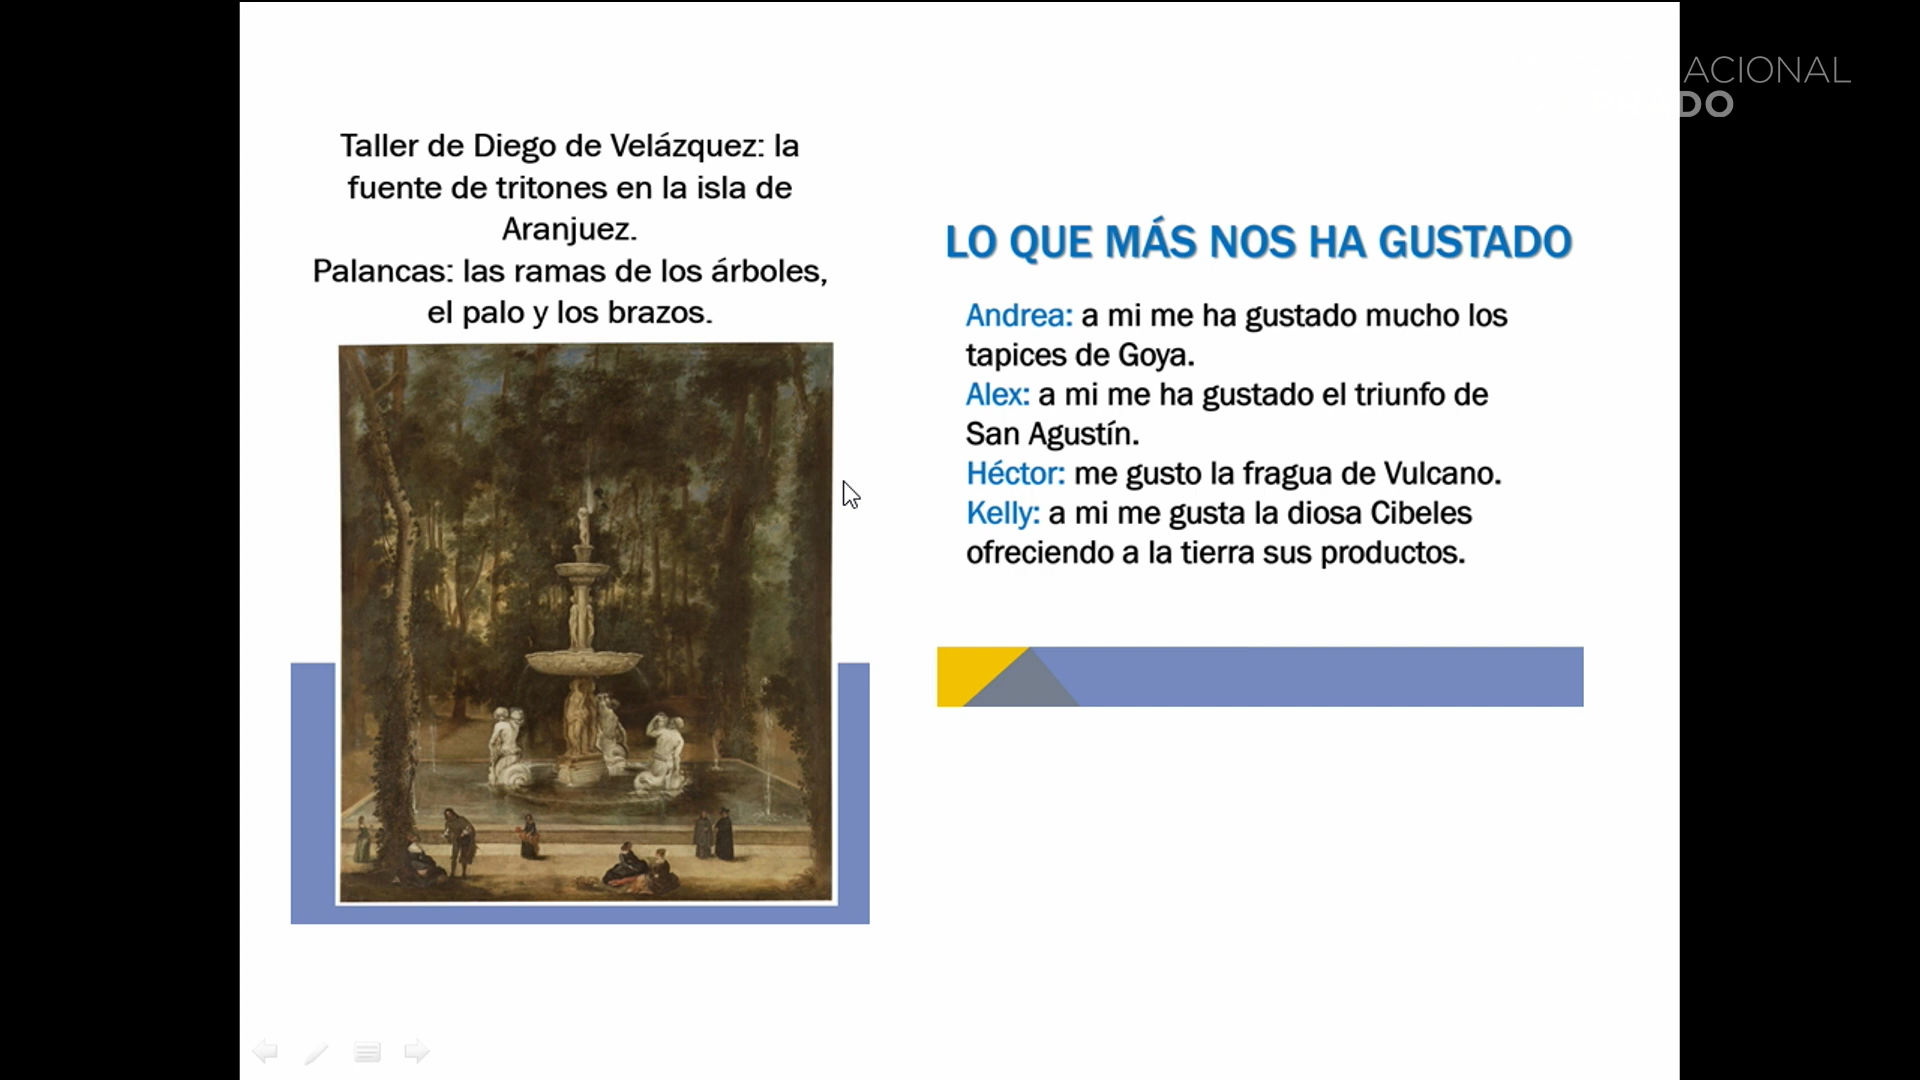 Taller de Diego de Velázquez: la
fuente de tritones en la isla de
Aranjuez.
Palancas: las ramas de los árboles,
el palo y los brazos.
LO QUE MÁS NOS HA GUSTADO
Andrea: a mi me ha gustado mucho los
tapices de Goya.
Alex: a mi me ha gustado el triunfo de
San Agustín.
Héctor: me gusto la fragua de Vulcano.
Kelly: a mi me gusta la diosa Cibeles
ofreciendo a la tierra sus productos.
ACIONAL
DO